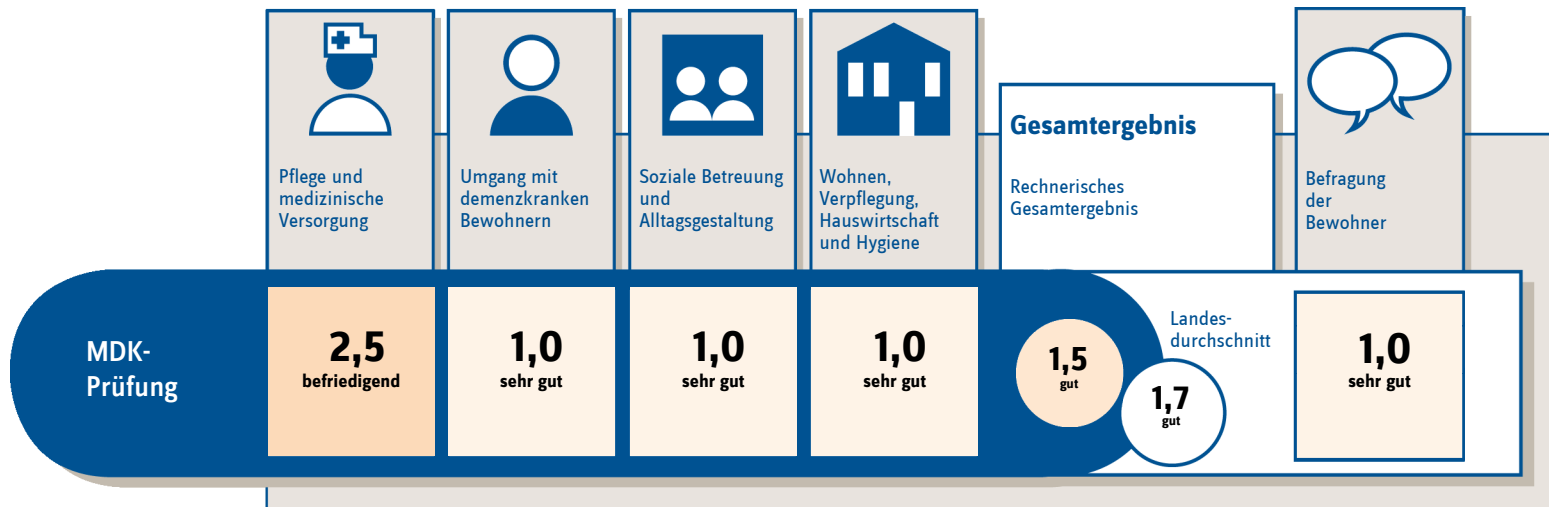 Pflege und
medizinische
Versorgung
Umgang mit
demenzkranken
Bewohnern
Soziale Betreuung
und
Alltagsgestaltung
Wohnen,
Verpflegung,
Hauswirtschaft
und Hygiene
Gesamtergebnis
Rechnerisches
Gesamtergebnis
Befragung
der
Bewohner
MDK-
Prüfung
2,5
befriedigend
1,0
sehr gut
1,0
sehr gut
1,0
sehr gut
1,5
gut
Landes-
durchschnitt
1,7
gut
1,0
sehr gut